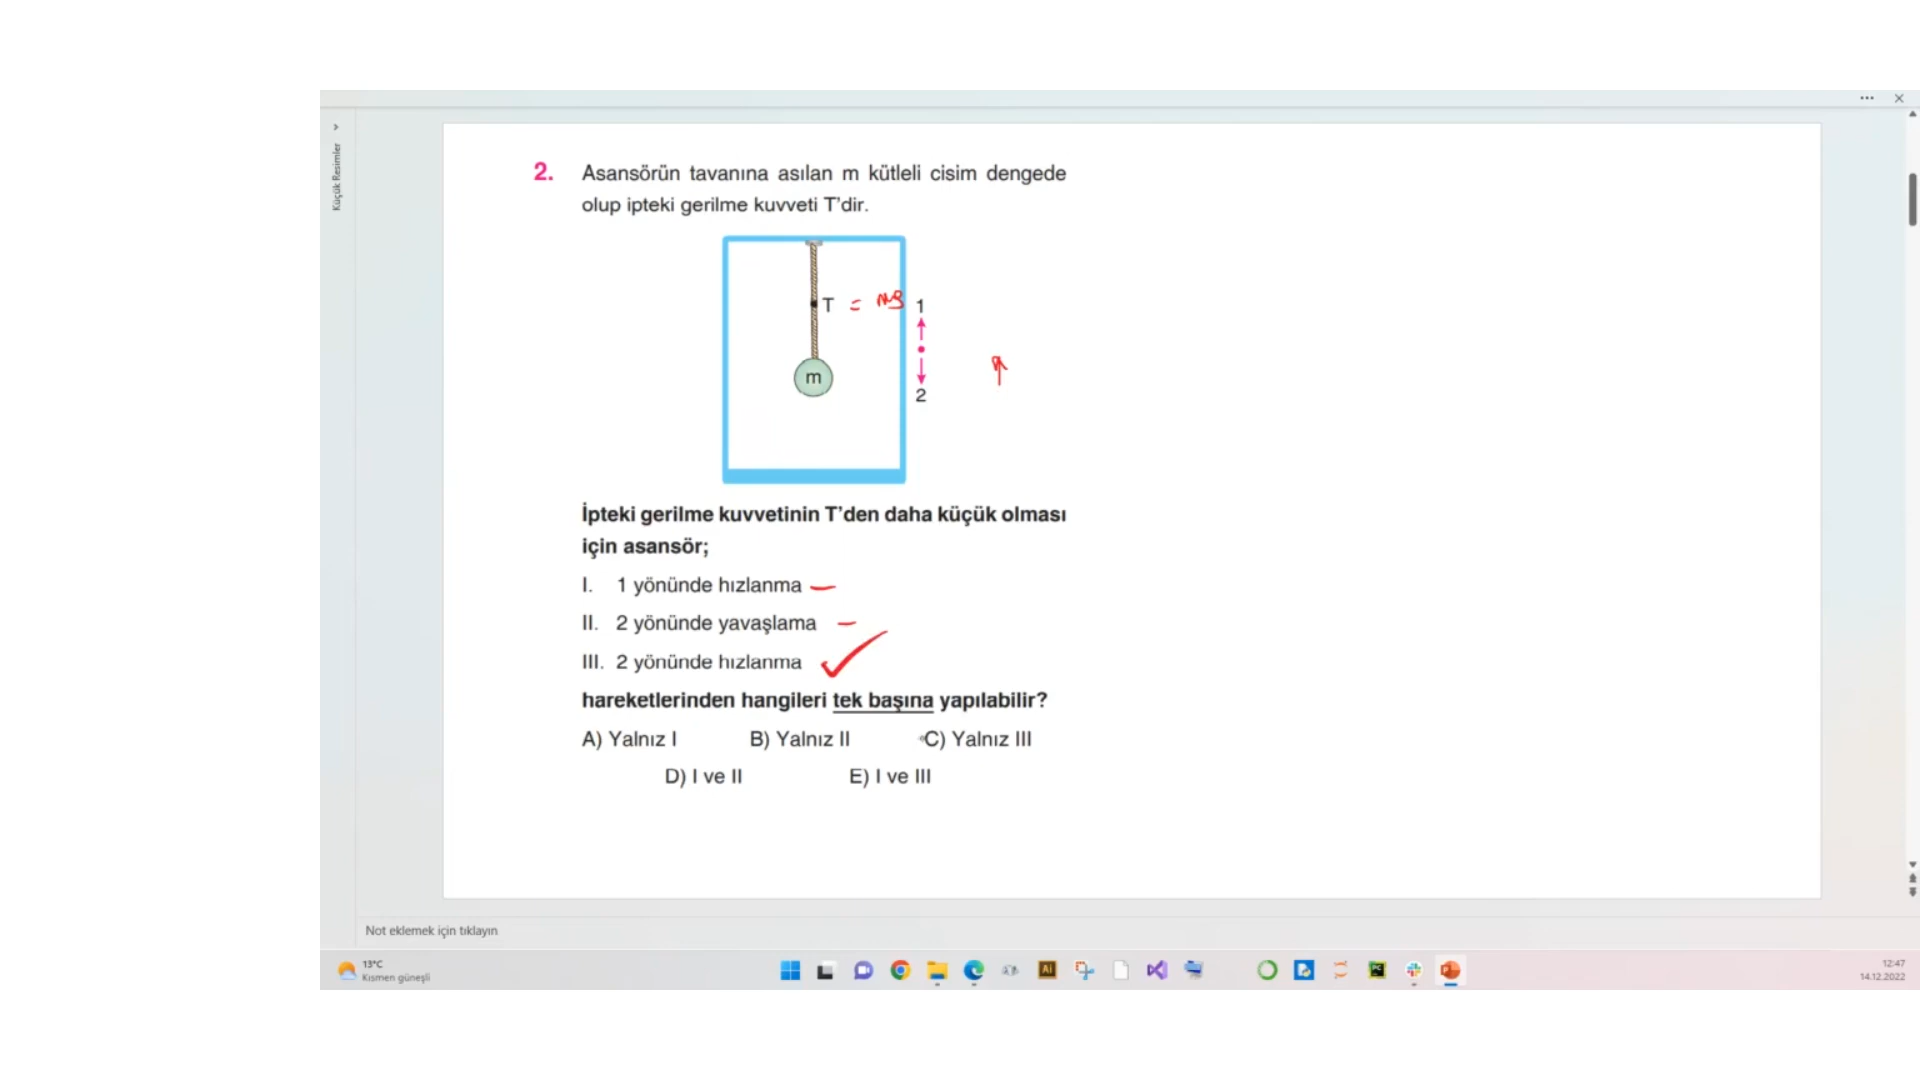 Küçük Resimler
2. Asansörün tavanına asılan m kütleli cisim dengede
olup ipteki gerilme kuvveti T'dir.
T = mg
1
m
2
İpteki gerilme kuvvetinin T'den daha küçük olması
için asansör;
I. 1 yönünde hızlanma
II. 2 yönünde yavaşlama
III. 2 yönünde hızlanma
hareketlerinden hangileri tek başına yapılabilir?
A) Yalnız I B) Yalnız II C) Yalnız III
D) I ve II E) I ve III
Not eklemek için tıklayın
13°C
Kısmen güneşli
Ai
PC
12:47
14.12.2022